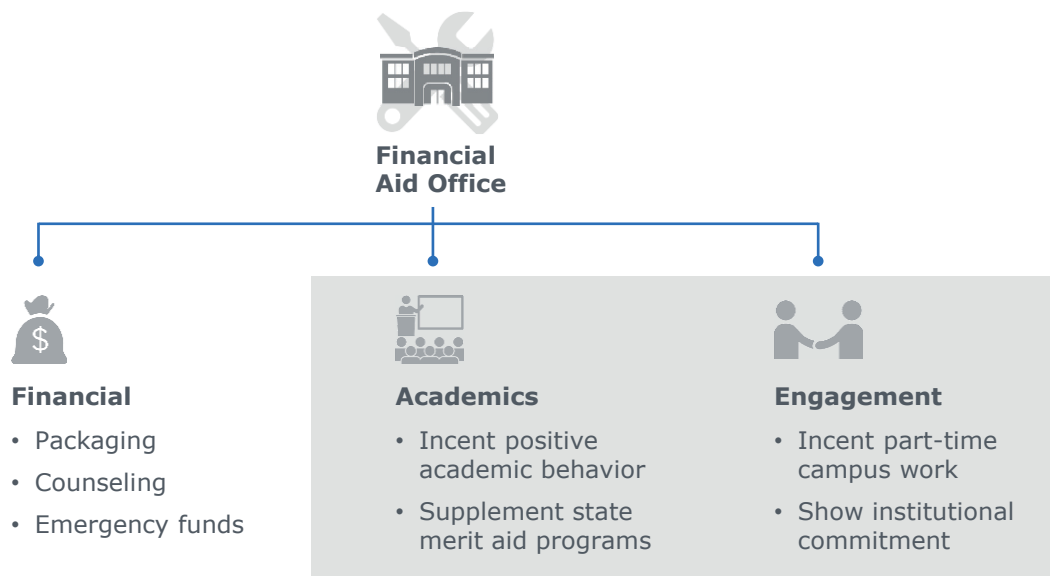 Financial
Aid Office
$
Financial
• Packaging
• Counseling
• Emergency funds
Academics
• Incent positive
academic behavior
• Supplement state
merit aid programs
Engagement
• Incent part-time
campus work
• Show institutional
commitment